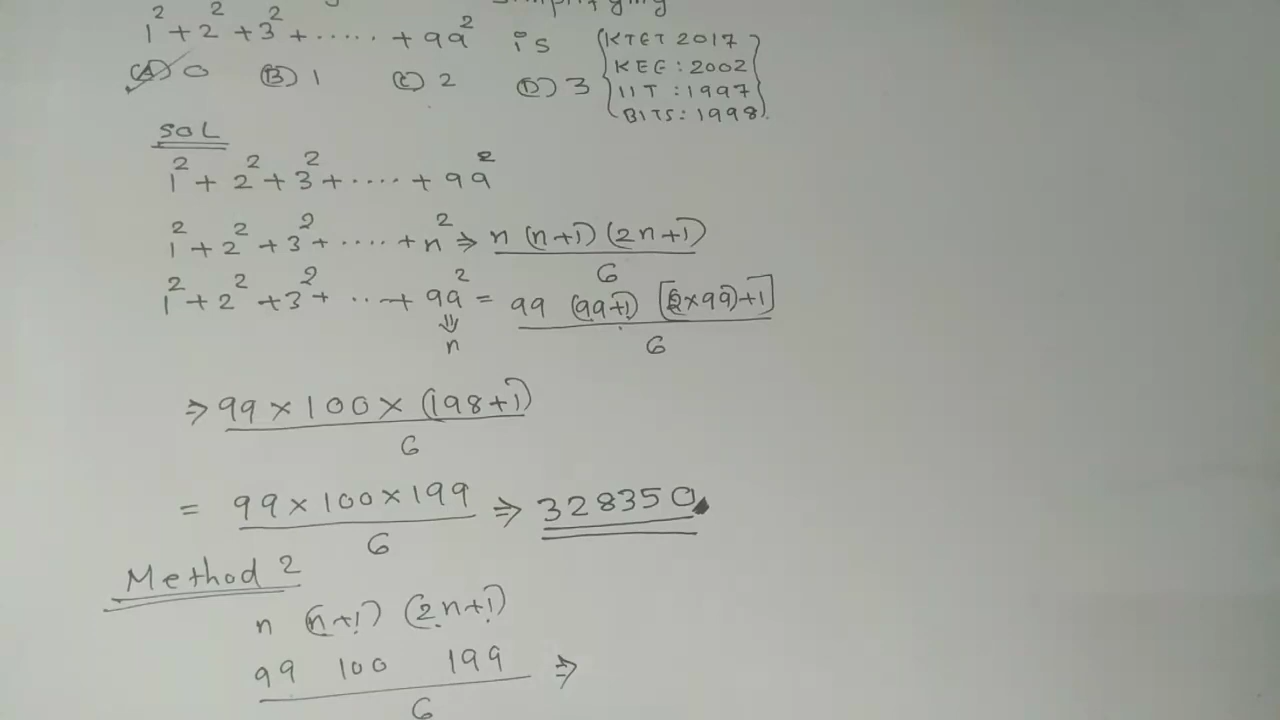 simplifying
1² + 2² + 3² + ..... + 99² is (KTET 2017
(A) 0 (B) 1 (C) 2 (D) 3 KEE : 2002
IIT : 1997
BITS : 1998).
SOL
1² + 2² + 3² + .... + 99²
1² + 2² + 3² + ..... + n² ⇒ n (n+1) (2n+1)
6
1² + 2² + 3² + ... + 99² = 99 (99+1) [(2×99)+1]
6
⇓
n
⇒ 99 × 100 × (198+1)
6
= 99 × 100 × 199 ⇒ 328350
6
Method 2
n (n+1) (2n+1)
99 100 199 ⇒
6